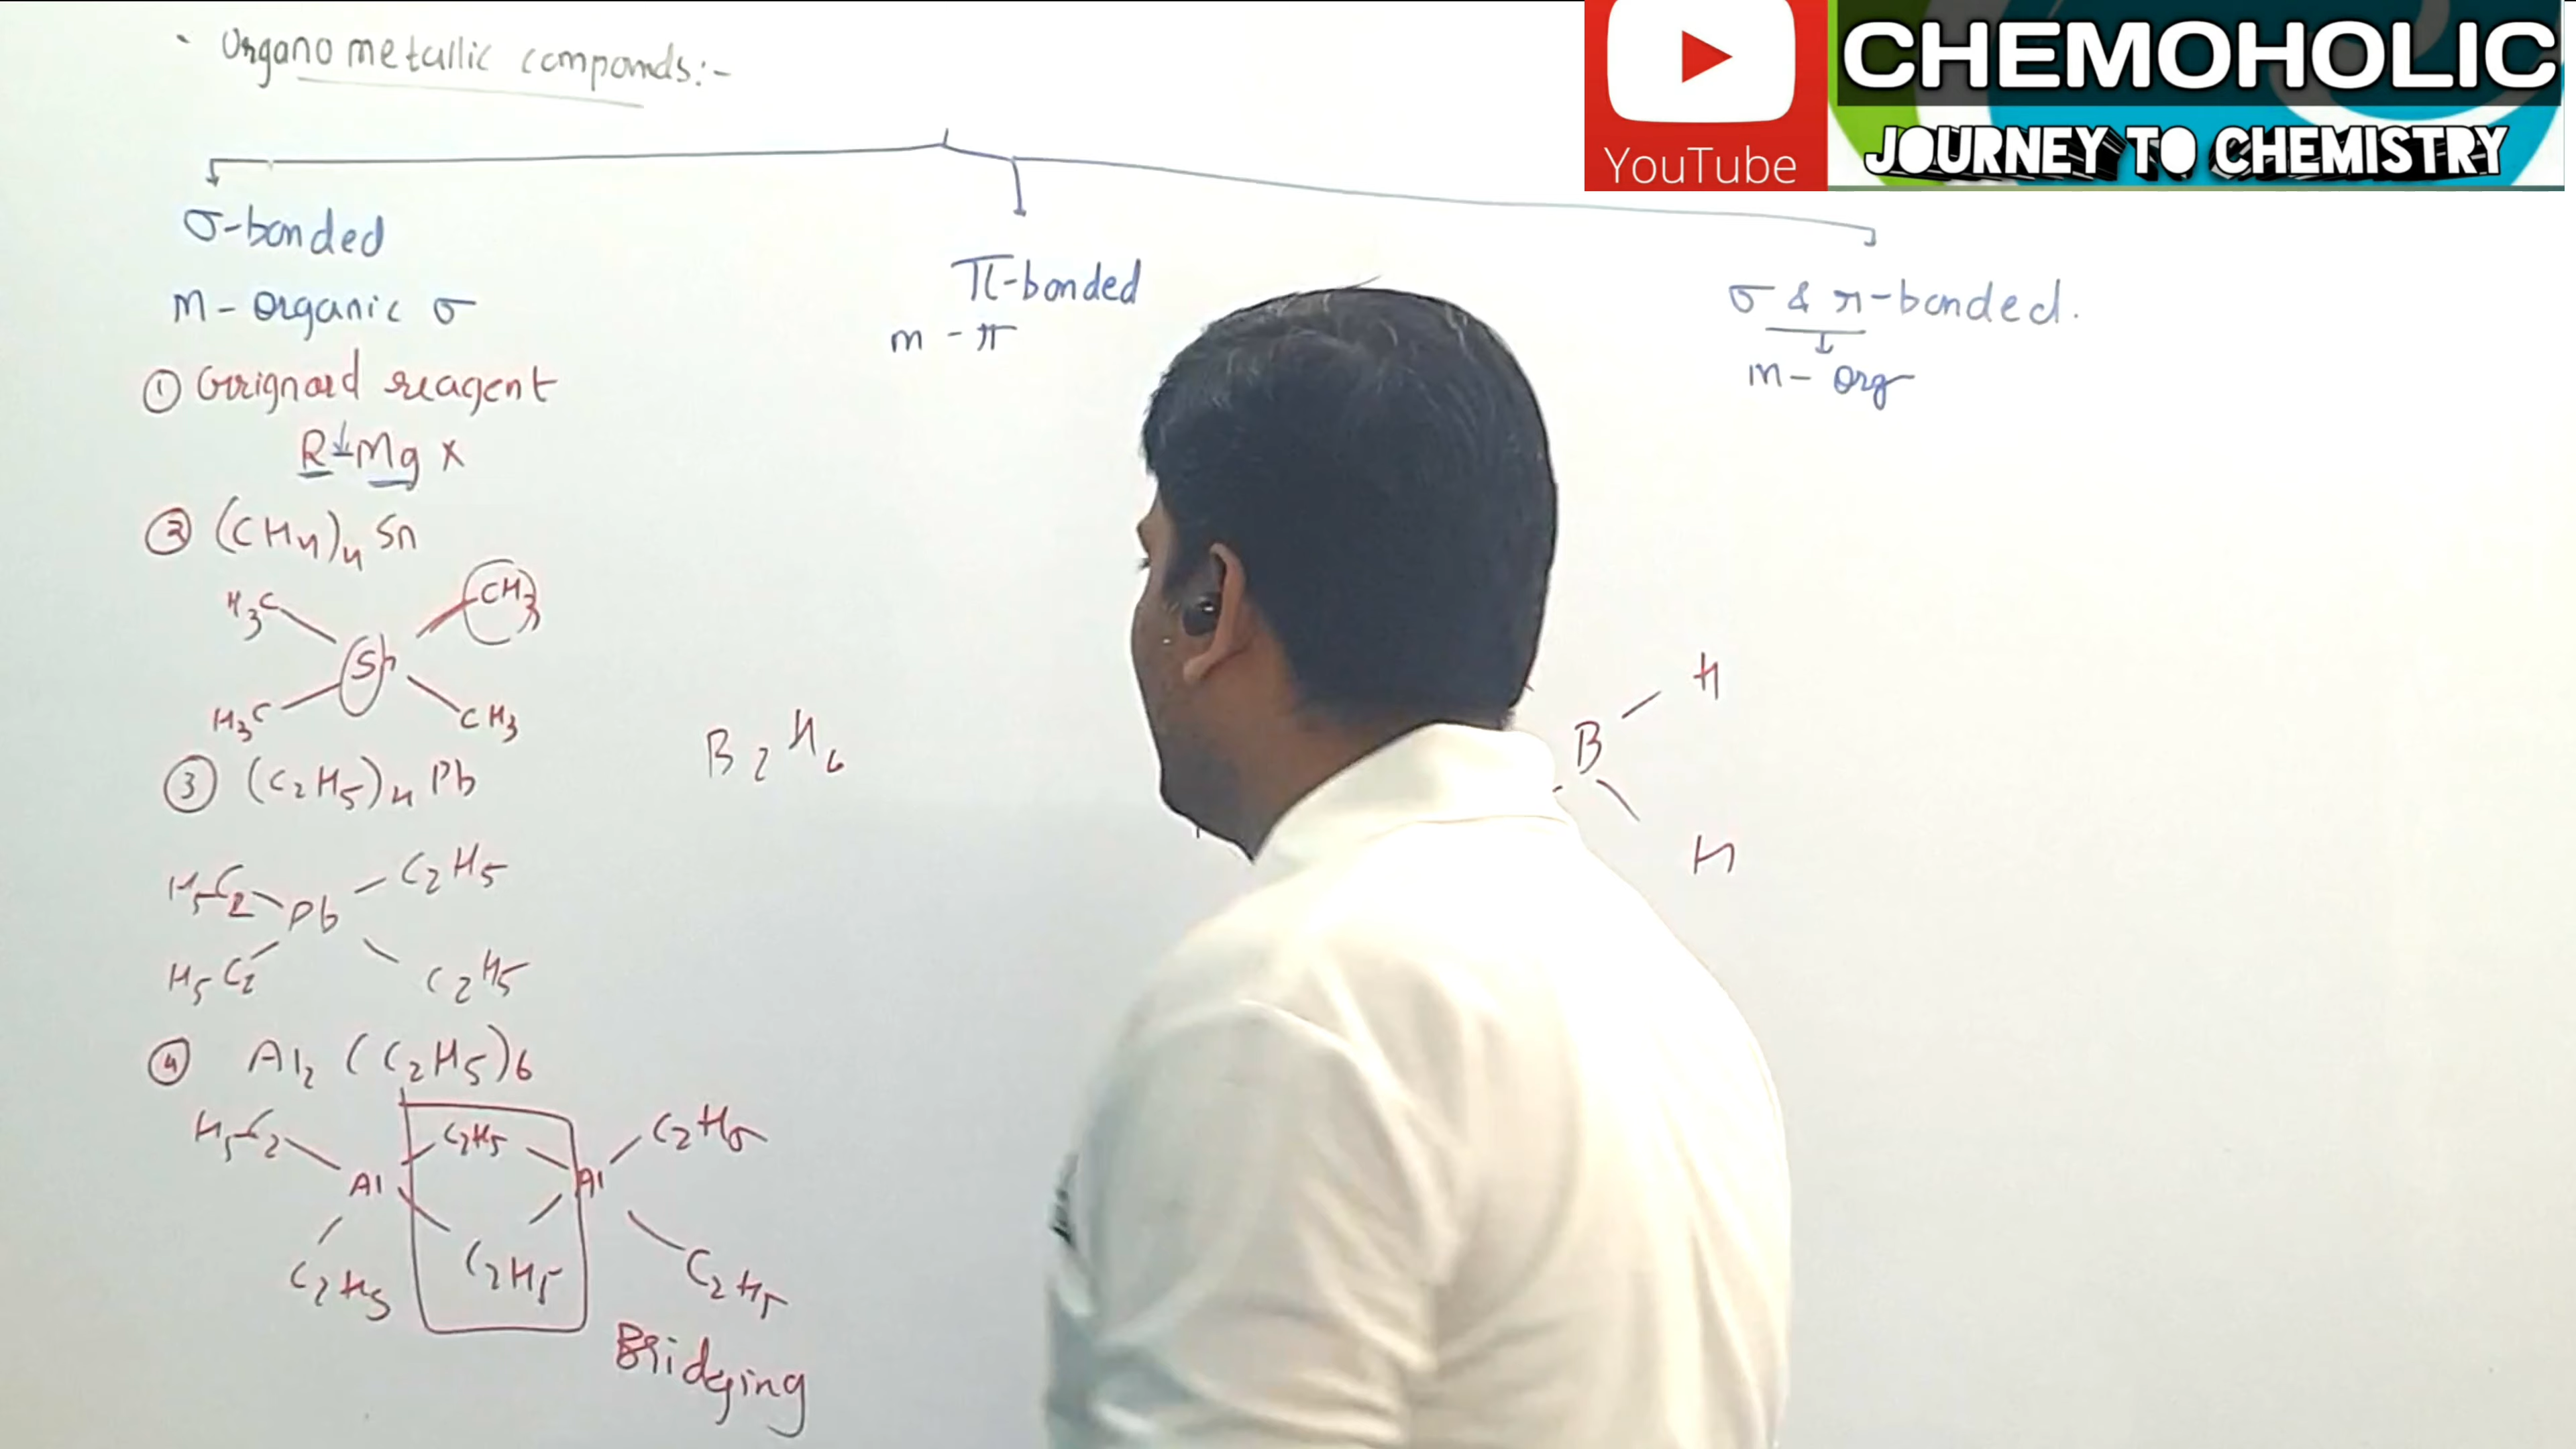 Organo metallic componds:-
YouTube
CHEMOHOLIC
JOURNEY TO CHEMISTRY
σ-bonded
M - Organic σ
① Grignard reagent
R-Mg X
② (CH4)4 Sn
H3C
CH3
Sn
H3C
CH3
③ (C2H5)4 Pb
H5C2
C2H5
Pb
H5C2
C2H5
④ Al2 (C2H5)6
H5C2
C2H5
C2H5
Al
Al
C2H5
C2H5
C2H5
Bridging
π-bonded
m - π
B2H6
σ & π-bonded.
m - org
H
B
H